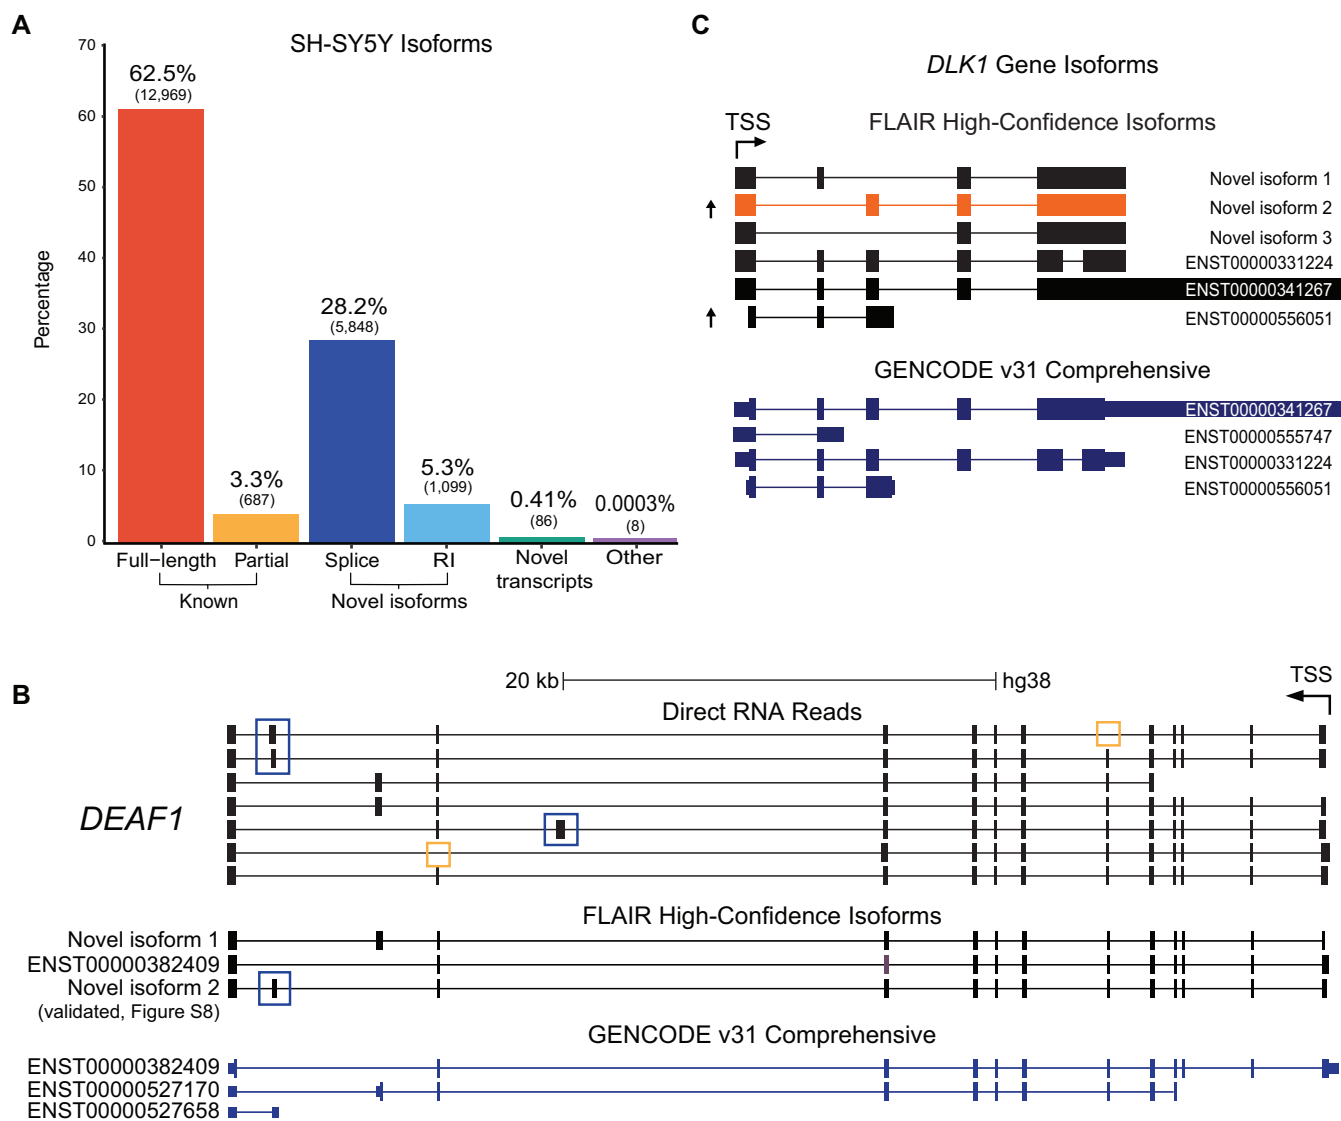 A
SH-SY5Y Isoforms
Percentage
70
60
50
40
30
20
10
0
62.5%
(12,969)
3.3%
(687)
28.2%
(5,848)
5.3%
(1,099)
0.41%
(86)
0.0003%
(8)
Full-length
Partial
Splice
RI
Novel
transcripts
Other
Known
Novel isoforms
C
DLK1 Gene Isoforms
TSS
FLAIR High-Confidence Isoforms
Novel isoform 1
Novel isoform 2
Novel isoform 3
ENST00000331224
ENST00000341267
ENST00000556051
GENCODE v31 Comprehensive
ENST00000341267
ENST00000555747
ENST00000331224
ENST00000556051
B
20 kb
hg38
TSS
Direct RNA Reads
DEAF1
FLAIR High-Confidence Isoforms
Novel isoform 1
ENST00000382409
Novel isoform 2
(validated, Figure S8)
GENCODE v31 Comprehensive
ENST00000382409
ENST00000527170
ENST00000527658